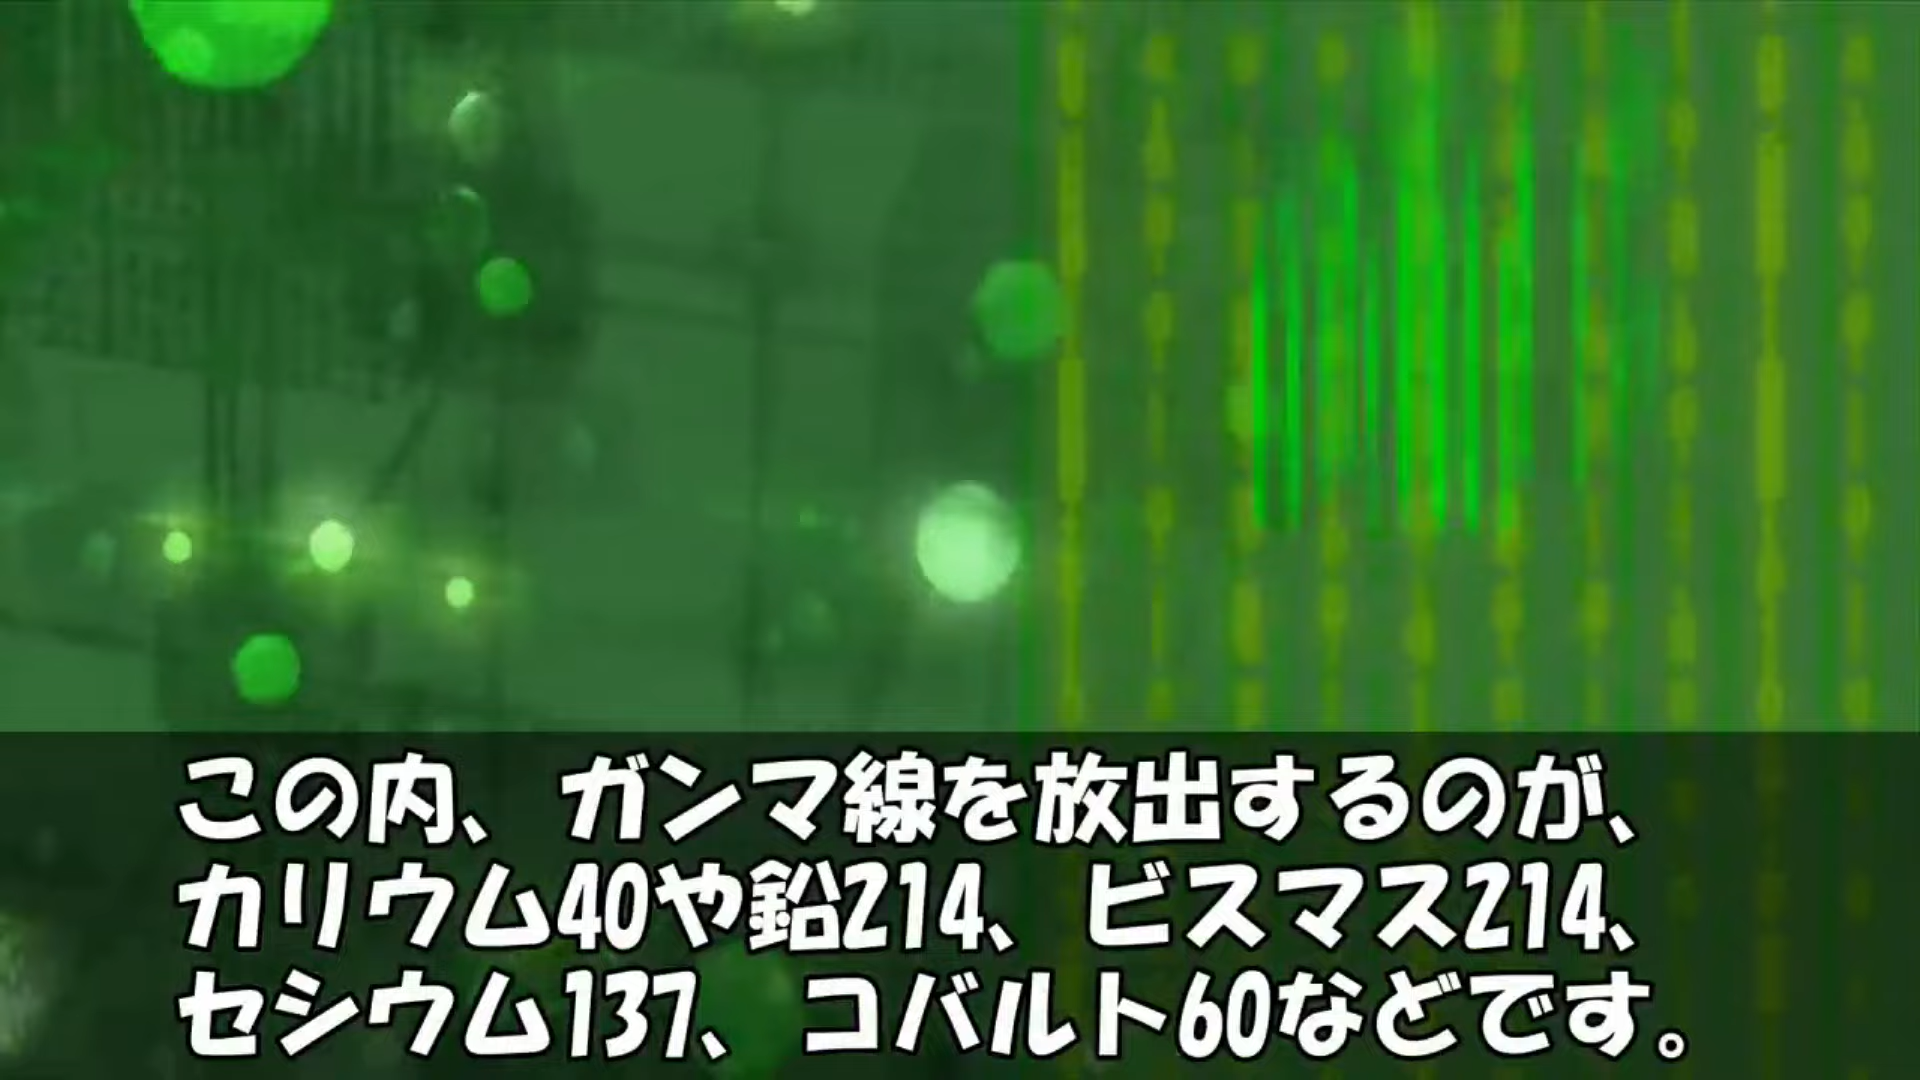 この内、ガンマ線を放出するのが、
カリウム40や鉛214、ビスマス214、
セシウム137、コバルト60などです。